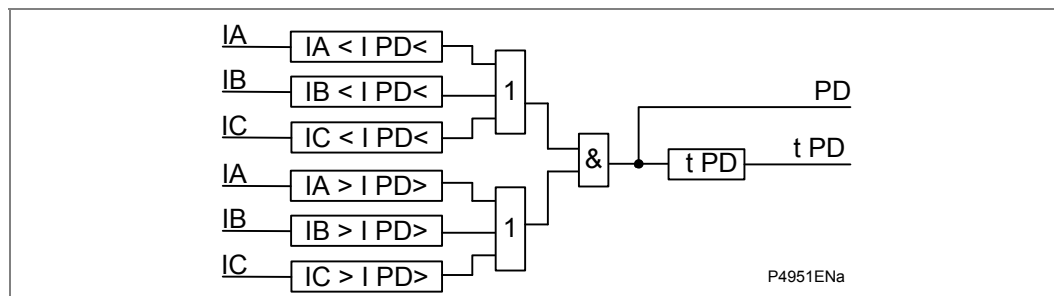 IA
IA < I PD<
IB
IB < I PD<
IC
IC < I PD<
1
IA
IA > I PD>
IB
IB > I PD>
IC
IC > I PD>
1
&
PD
t PD
t PD
P4951ENa